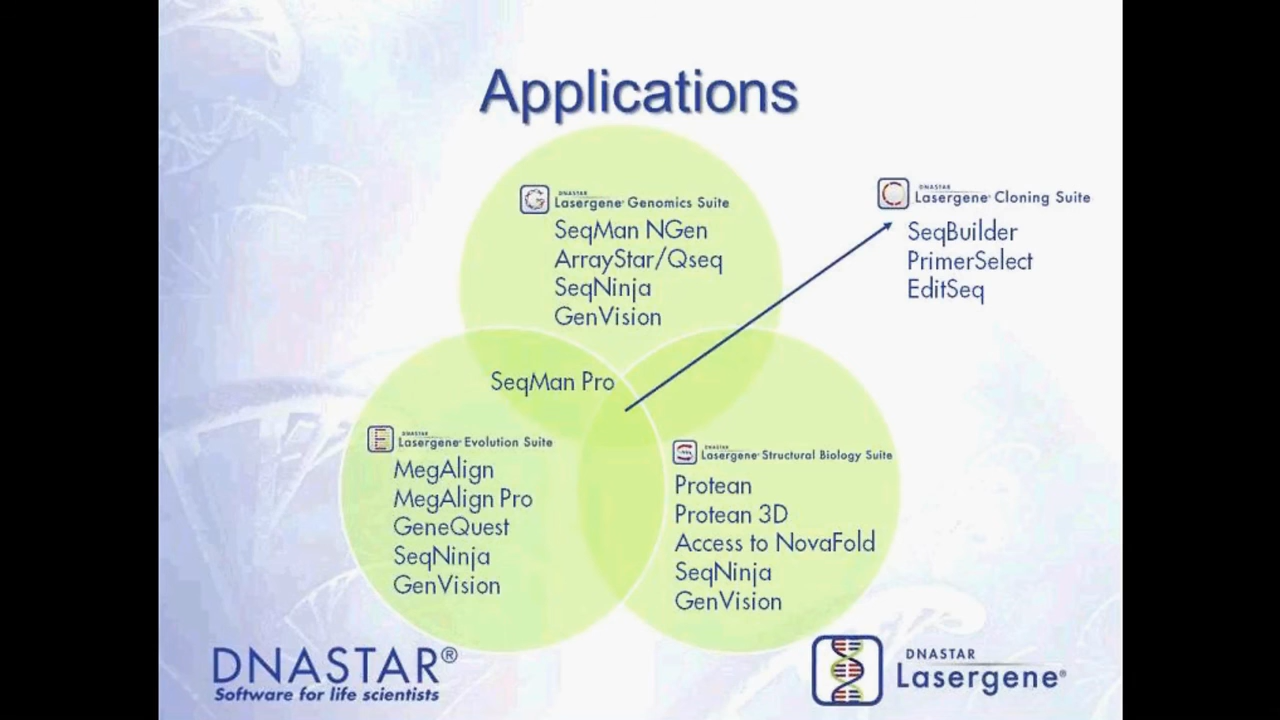 Applications
DNASTAR
Lasergene® Genomics Suite
SeqMan NGen
ArrayStar/Qseq
SeqNinja
GenVision
DNASTAR
Lasergene® Cloning Suite
SeqBuilder
PrimerSelect
EditSeq
SeqMan Pro
DNASTAR
Lasergene® Evolution Suite
MegAlign
MegAlign Pro
GeneQuest
SeqNinja
GenVision
DNASTAR
Lasergene® Structural Biology Suite
Protean
Protean 3D
Access to NovaFold
SeqNinja
GenVision
DNASTAR®
Software for life scientists
DNASTAR
Lasergene®